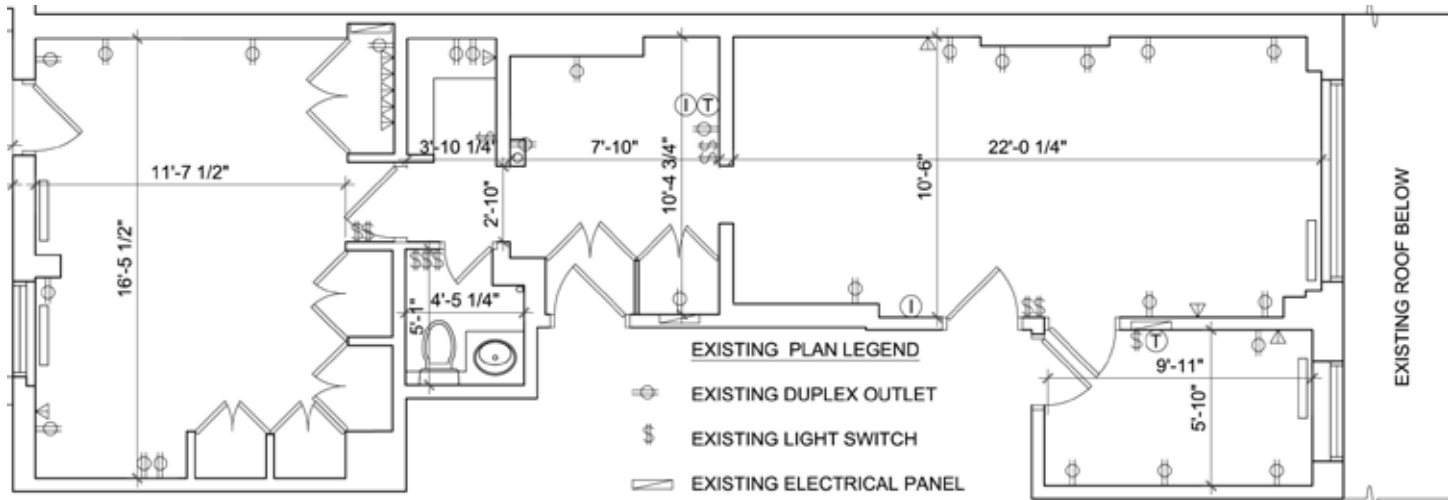 11'-7 1/2"
16'-5 1/2"
3'-10 1/4"
2'-10"
7'-10"
10'-4 3/4"
I
T
10'-6"
22'-0 1/4"
EXISTING ROOF BELOW
$$
$$$
4'-5 1/4"
5'-1"
I
$$
$
T
9'-11"
5'-10"
EXISTING PLAN LEGEND
EXISTING DUPLEX OUTLET
$ EXISTING LIGHT SWITCH
EXISTING ELECTRICAL PANEL